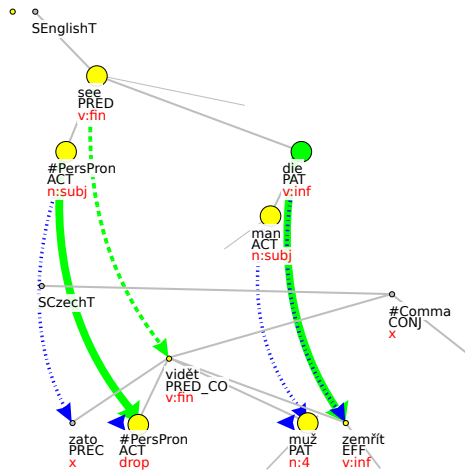 SEnglishT
see
PRED
v:fin
#PersPron
ACT
n:subj
die
PAT
v:inf
man
ACT
n:subj
SCzechT
#Comma
CONJ
x
vidět
PRED_CO
v:fin
zato
PREC
x
#PersPron
ACT
drop
muž
PAT
n:4
zemřít
EFF
v:inf